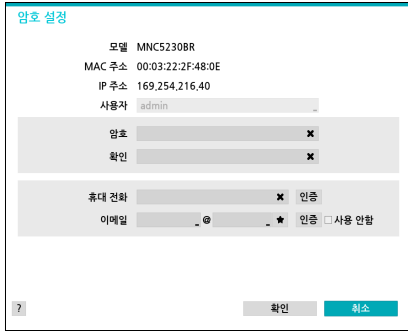 암호 설정
모델 MNC5230BR
MAC 주소 00:03:22:2F:48:0E
IP 주소 169,254,216,40
사용자 admin
암호
확인
휴대 전화 인증
이메일 @ 인증 사용 안함
? 확인 취소